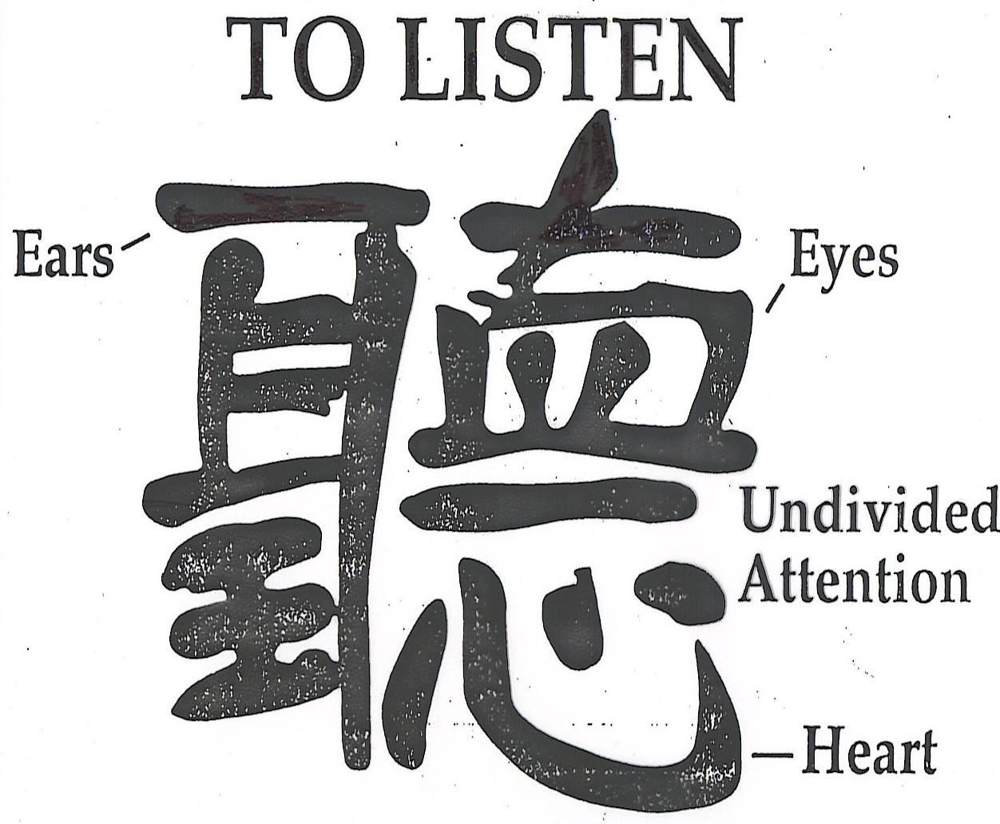 TO LISTEN
聽
Ears
Eyes
Undivided
Attention
Heart